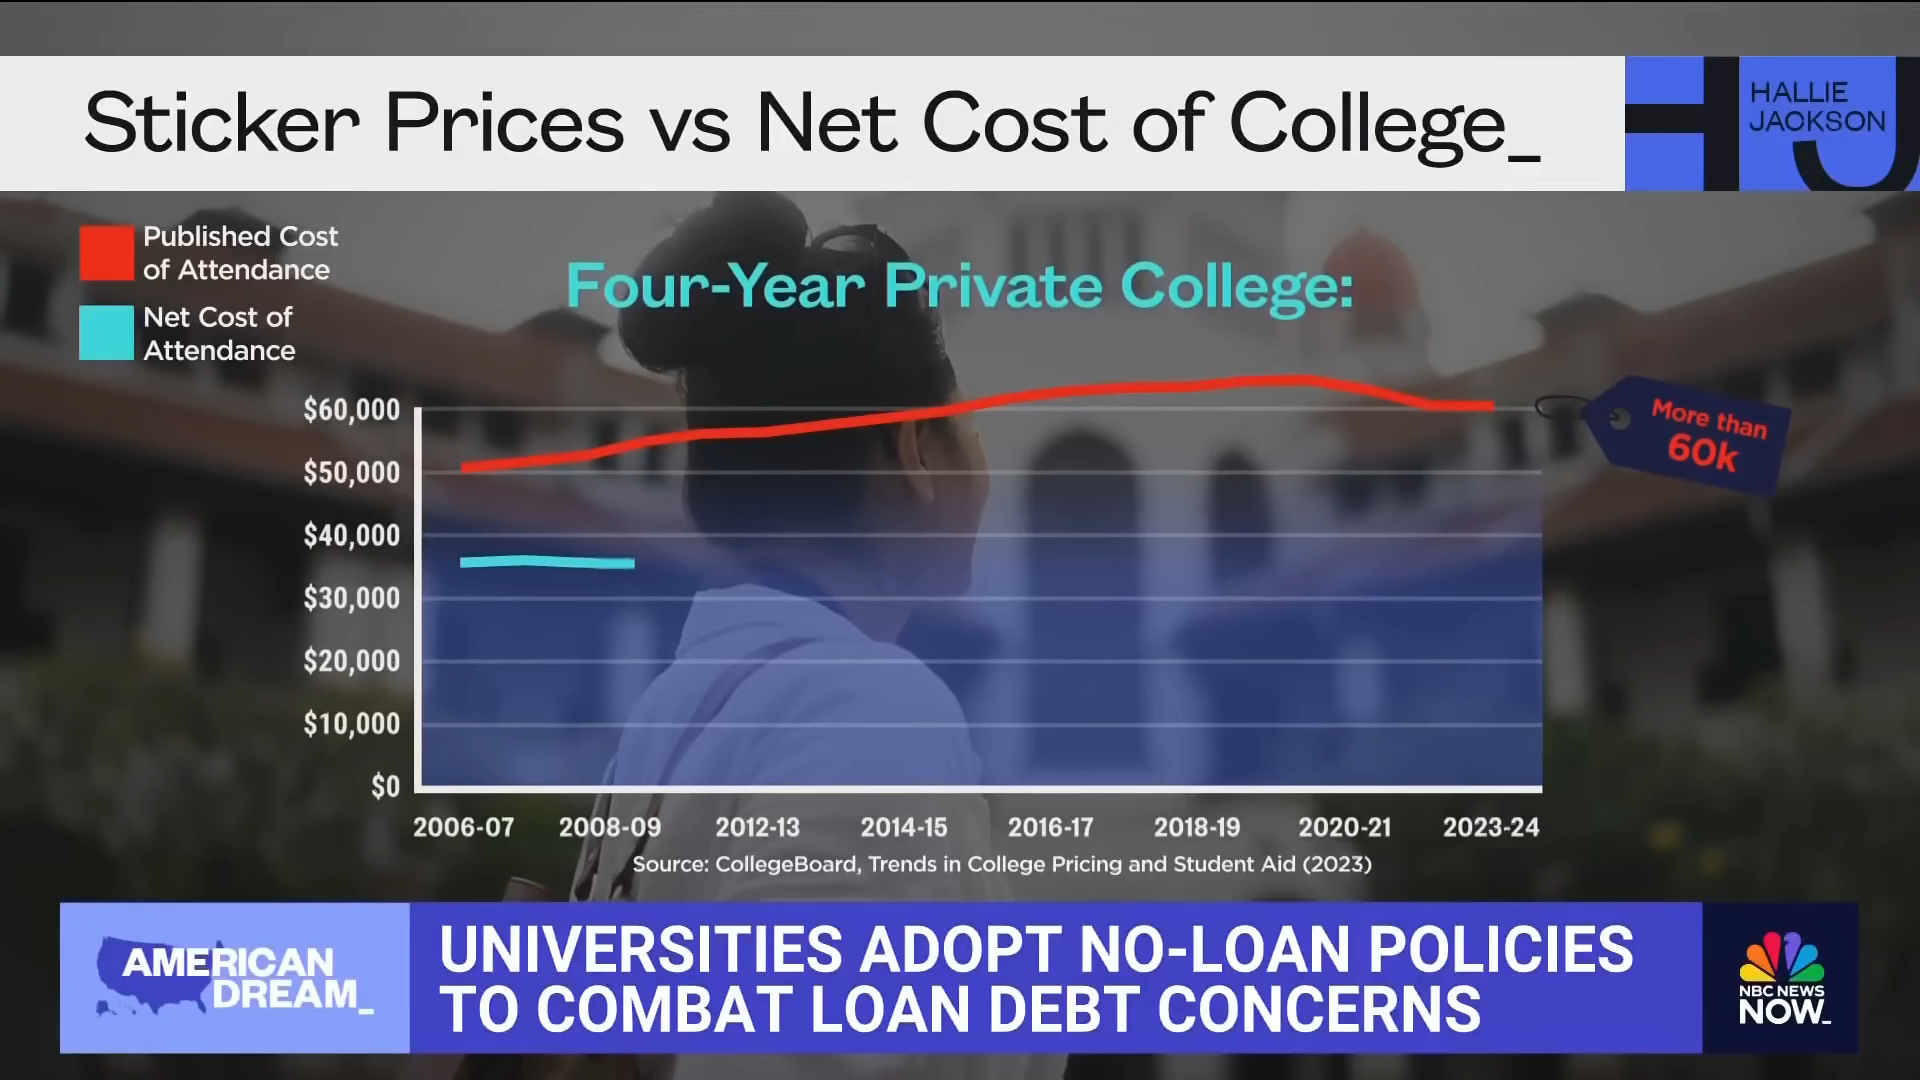 Sticker Prices vs Net Cost of College_
HALLIE
JACKSON
Published Cost
of Attendance
Net Cost of
Attendance
Four-Year Private College:
More than
60k
$60,000
$50,000
$40,000
$30,000
$20,000
$10,000
$0
2006-07 2008-09 2012-13 2014-15 2016-17 2018-19 2020-21 2023-24
Source: CollegeBoard, Trends in College Pricing and Student Aid (2023)
AMERICAN
DREAM_
UNIVERSITIES ADOPT NO-LOAN POLICIES
TO COMBAT LOAN DEBT CONCERNS
NBC NEWS
NOW_